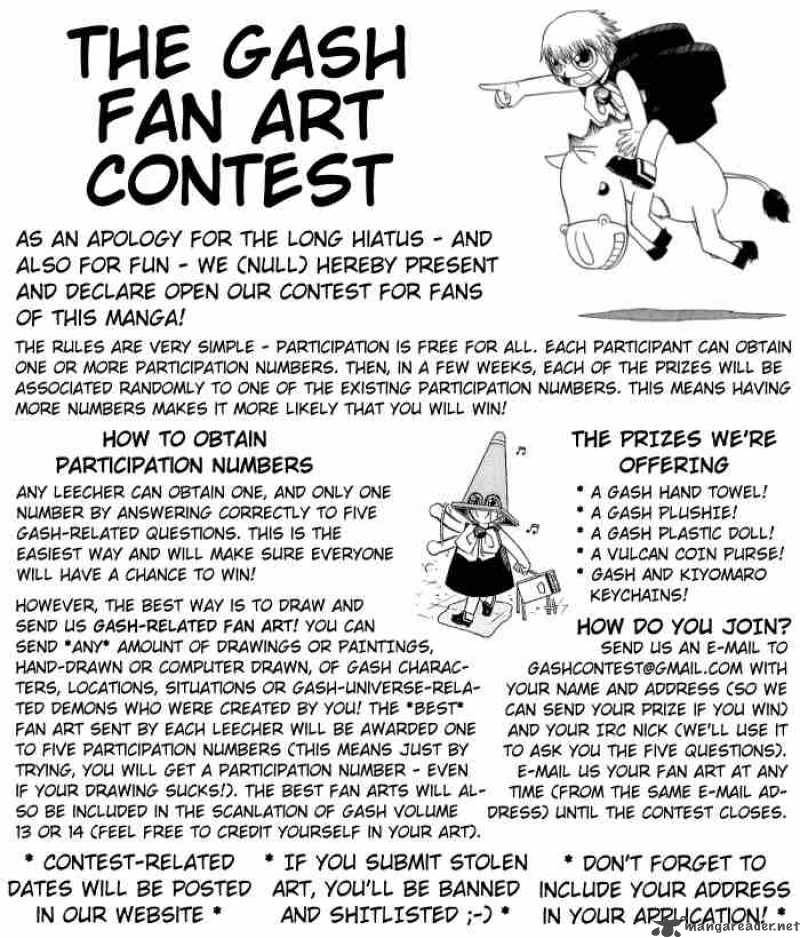 THE GASH
FAN ART
CONTEST
AS AN APOLOGY FOR THE LONG HIATUS - AND
ALSO FOR FUN - WE (NULL) HEREBY PRESENT
AND DECLARE OPEN OUR CONTEST FOR FANS
OF THIS MANGA!
THE RULES ARE VERY SIMPLE - PARTICIPATION IS FREE FOR ALL. EACH PARTICIPANT CAN OBTAIN
ONE OR MORE PARTICIPATION NUMBERS. THEN, IN A FEW WEEKS, EACH OF THE PRIZES WILL BE
ASSOCIATED RANDOMLY TO ONE OF THE EXISTING PARTICIPATION NUMBERS. THIS MEANS HAVING
MORE NUMBERS MAKES IT MORE LIKELY THAT YOU WILL WIN!
HOW TO OBTAIN
PARTICIPATION NUMBERS
ANY LEECHER CAN OBTAIN ONE, AND ONLY ONE
NUMBER BY ANSWERING CORRECTLY TO FIVE
GASH-RELATED QUESTIONS. THIS IS THE
EASIEST WAY AND WILL MAKE SURE EVERYONE
WILL HAVE A CHANCE TO WIN!
HOWEVER, THE BEST WAY IS TO DRAW AND
SEND US GASH-RELATED FAN ART! YOU CAN
SEND *ANY* AMOUNT OF DRAWINGS OR PAINTINGS,
HAND-DRAWN OR COMPUTER DRAWN, OF GASH CHARAC-
TERS, LOCATIONS, SITUATIONS OR GASH-UNIVERSE-RELA-
TED DEMONS WHO WERE CREATED BY YOU! THE *BEST*
FAN ART SENT BY EACH LEECHER WILL BE AWARDED ONE
TO FIVE PARTICIPATION NUMBERS (THIS MEANS JUST BY
TRYING, YOU WILL GET A PARTICIPATION NUMBER - EVEN
IF YOUR DRAWING SUCKS!). THE BEST FAN ARTS WILL AL-
SO BE INCLUDED IN THE SCANLATION OF GASH VOLUME
13 OR 14 (FEEL FREE TO CREDIT YOURSELF IN YOUR ART).
THE PRIZES WE'RE
OFFERING
* A GASH HAND TOWEL!
* A GASH PLUSHIE!
* A GASH PLASTIC DOLL!
* A VULCAN COIN PURSE!
* GASH AND KIYOMARO
KEYCHAINS!
HOW DO YOU JOIN?
SEND US AN E-MAIL TO
GASHCONTEST@GMAIL.COM WITH
YOUR NAME AND ADDRESS (SO WE
CAN SEND YOUR PRIZE IF YOU WIN)
AND YOUR IRC NICK (WE'LL USE IT
TO ASK YOU THE FIVE QUESTIONS).
E-MAIL US YOUR FAN ART AT ANY
TIME (FROM THE SAME E-MAIL AD-
DRESS) UNTIL THE CONTEST CLOSES.
* CONTEST-RELATED
DATES WILL BE POSTED
IN OUR WEBSITE *
* IF YOU SUBMIT STOLEN
ART, YOU'LL BE BANNED
AND SHITLISTED ;-) *
* DON'T FORGET TO
INCLUDE YOUR ADDRESS
IN YOUR APPLICATION! *
mangareader.net